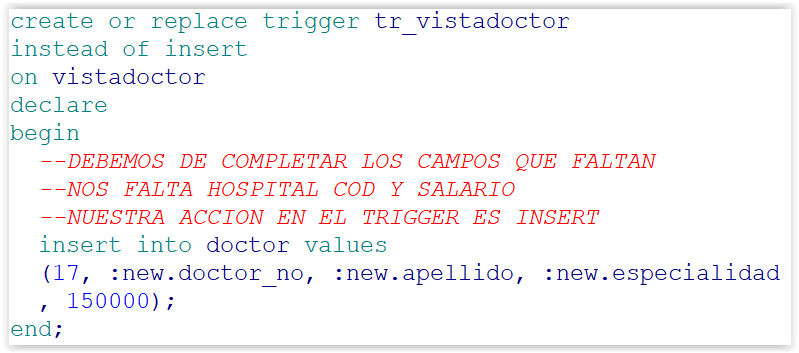 create or replace trigger tr_vistadoctor
instead of insert
on vistadoctor
declare
begin
--DEBEMOS DE COMPLETAR LOS CAMPOS QUE FALTAN
--NOS FALTA HOSPITAL COD Y SALARIO
--NUESTRA ACCION EN EL TRIGGER ES INSERT
insert into doctor values
(17, :new.doctor_no, :new.apellido, :new.especialidad
, 150000);
end;